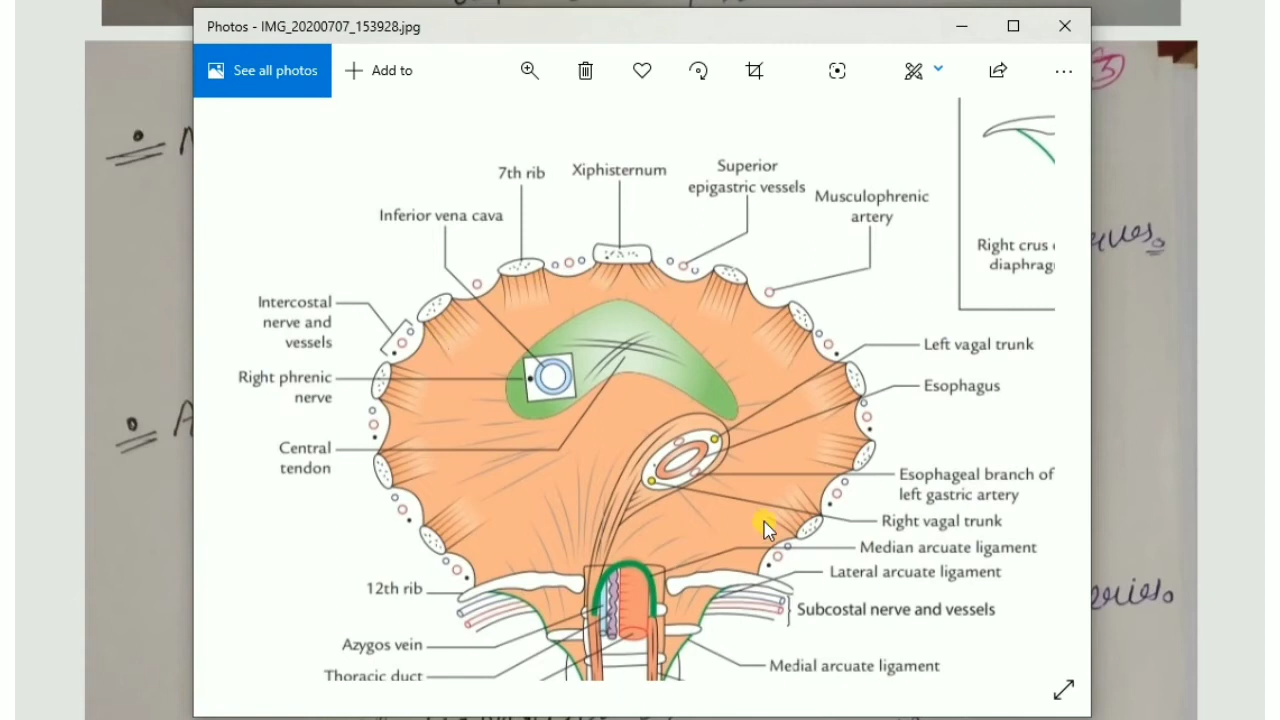 Photos - IMG_20200707_153928.jpg
See all photos
Add to
3
7th rib
Xiphisternum
Superior
epigastric vessels
Musculophrenic
artery
Inferior vena cava
Right crus
diaphrag
Intercostal
nerve and
vessels
Left vagal trunk
Right phrenic
nerve
Esophagus
Central
tendon
Esophageal branch of
left gastric artery
Right vagal trunk
Median arcuate ligament
Lateral arcuate ligament
12th rib
Subcostal nerve and vessels
Azygos vein
Medial arcuate ligament
Thoracic duct